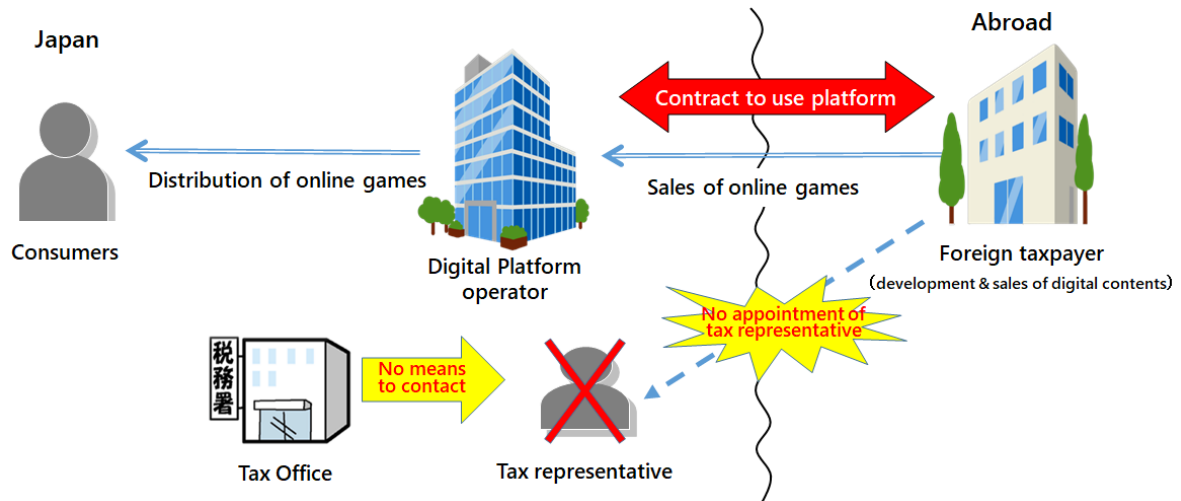 Japan
Abroad
Contract to use platform
Distribution of online games
Sales of online games
Consumers
Digital Platform
operator
Foreign taxpayer
(development & sales of digital contents)
No appointment of
tax representative
税務署
No means
to contact
Tax Office
Tax representative